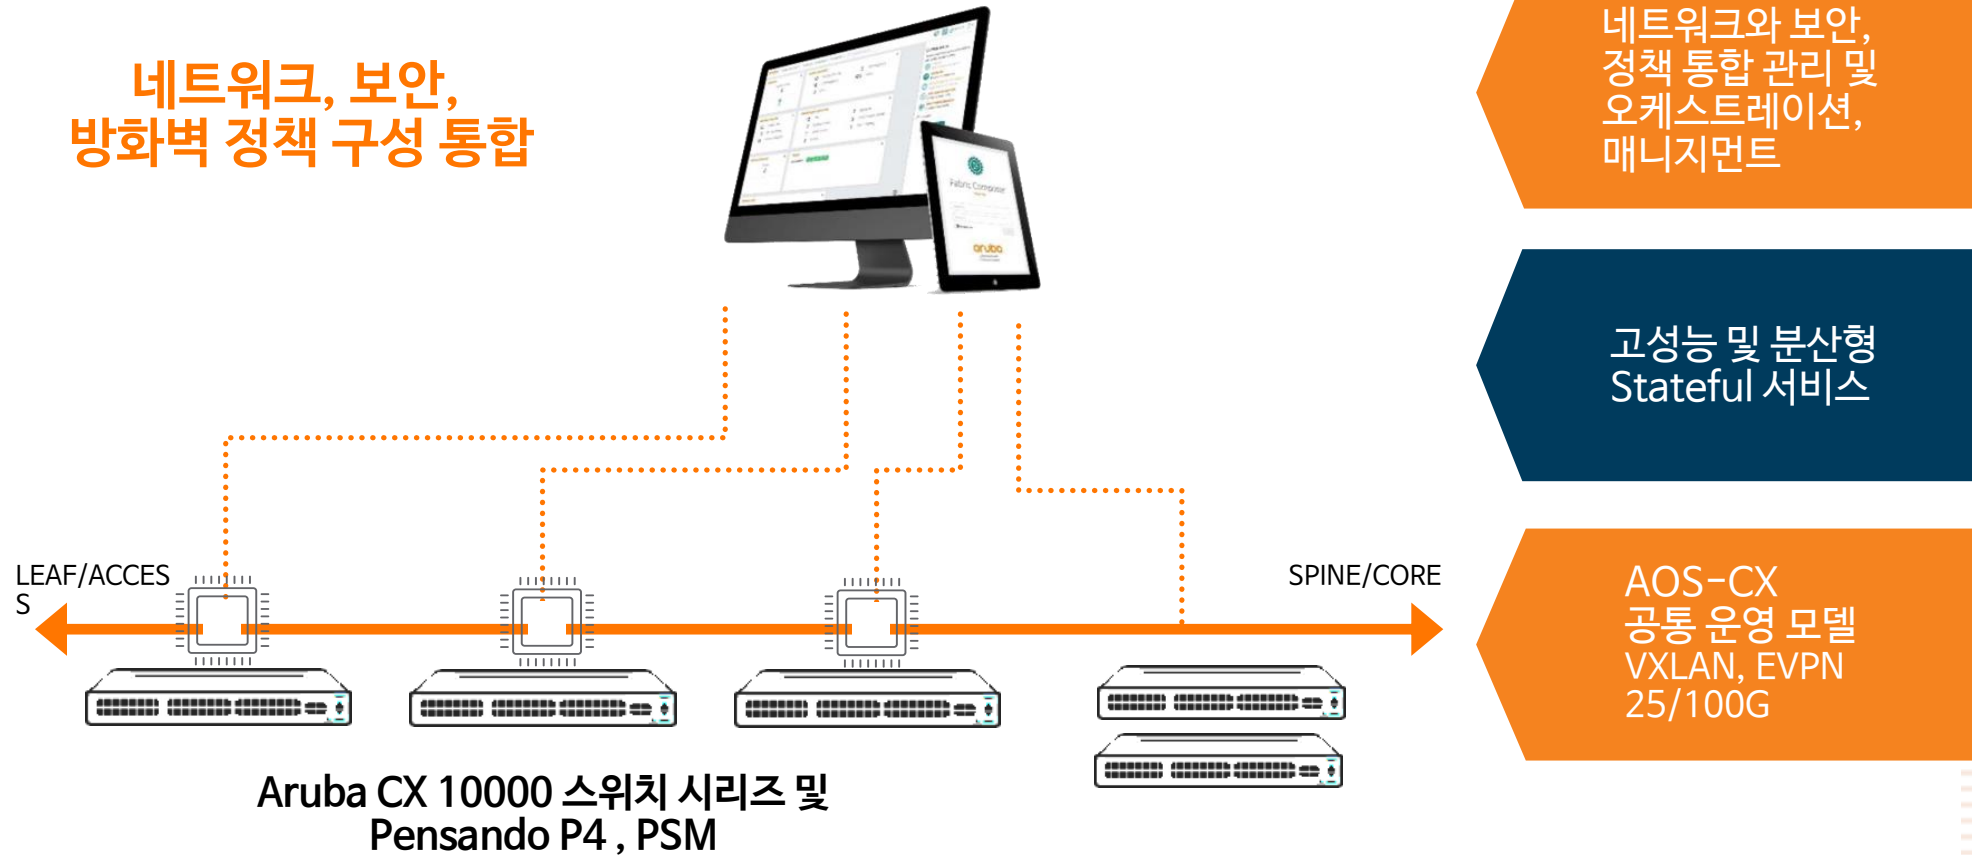 네트워크, 보안,
방화벽 정책 구성 통합
Fabric Composer
aruba
네트워크와 보안,
정책 통합 관리 및
오케스트레이션,
매니지먼트
고성능 및 분산형
Stateful 서비스
LEAF/ACCES
S
SPINE/CORE
AOS-CX
공통 운영 모델
VXLAN, EVPN
25/100G
Aruba CX 10000 스위치 시리즈 및
Pensando P4 , PSM